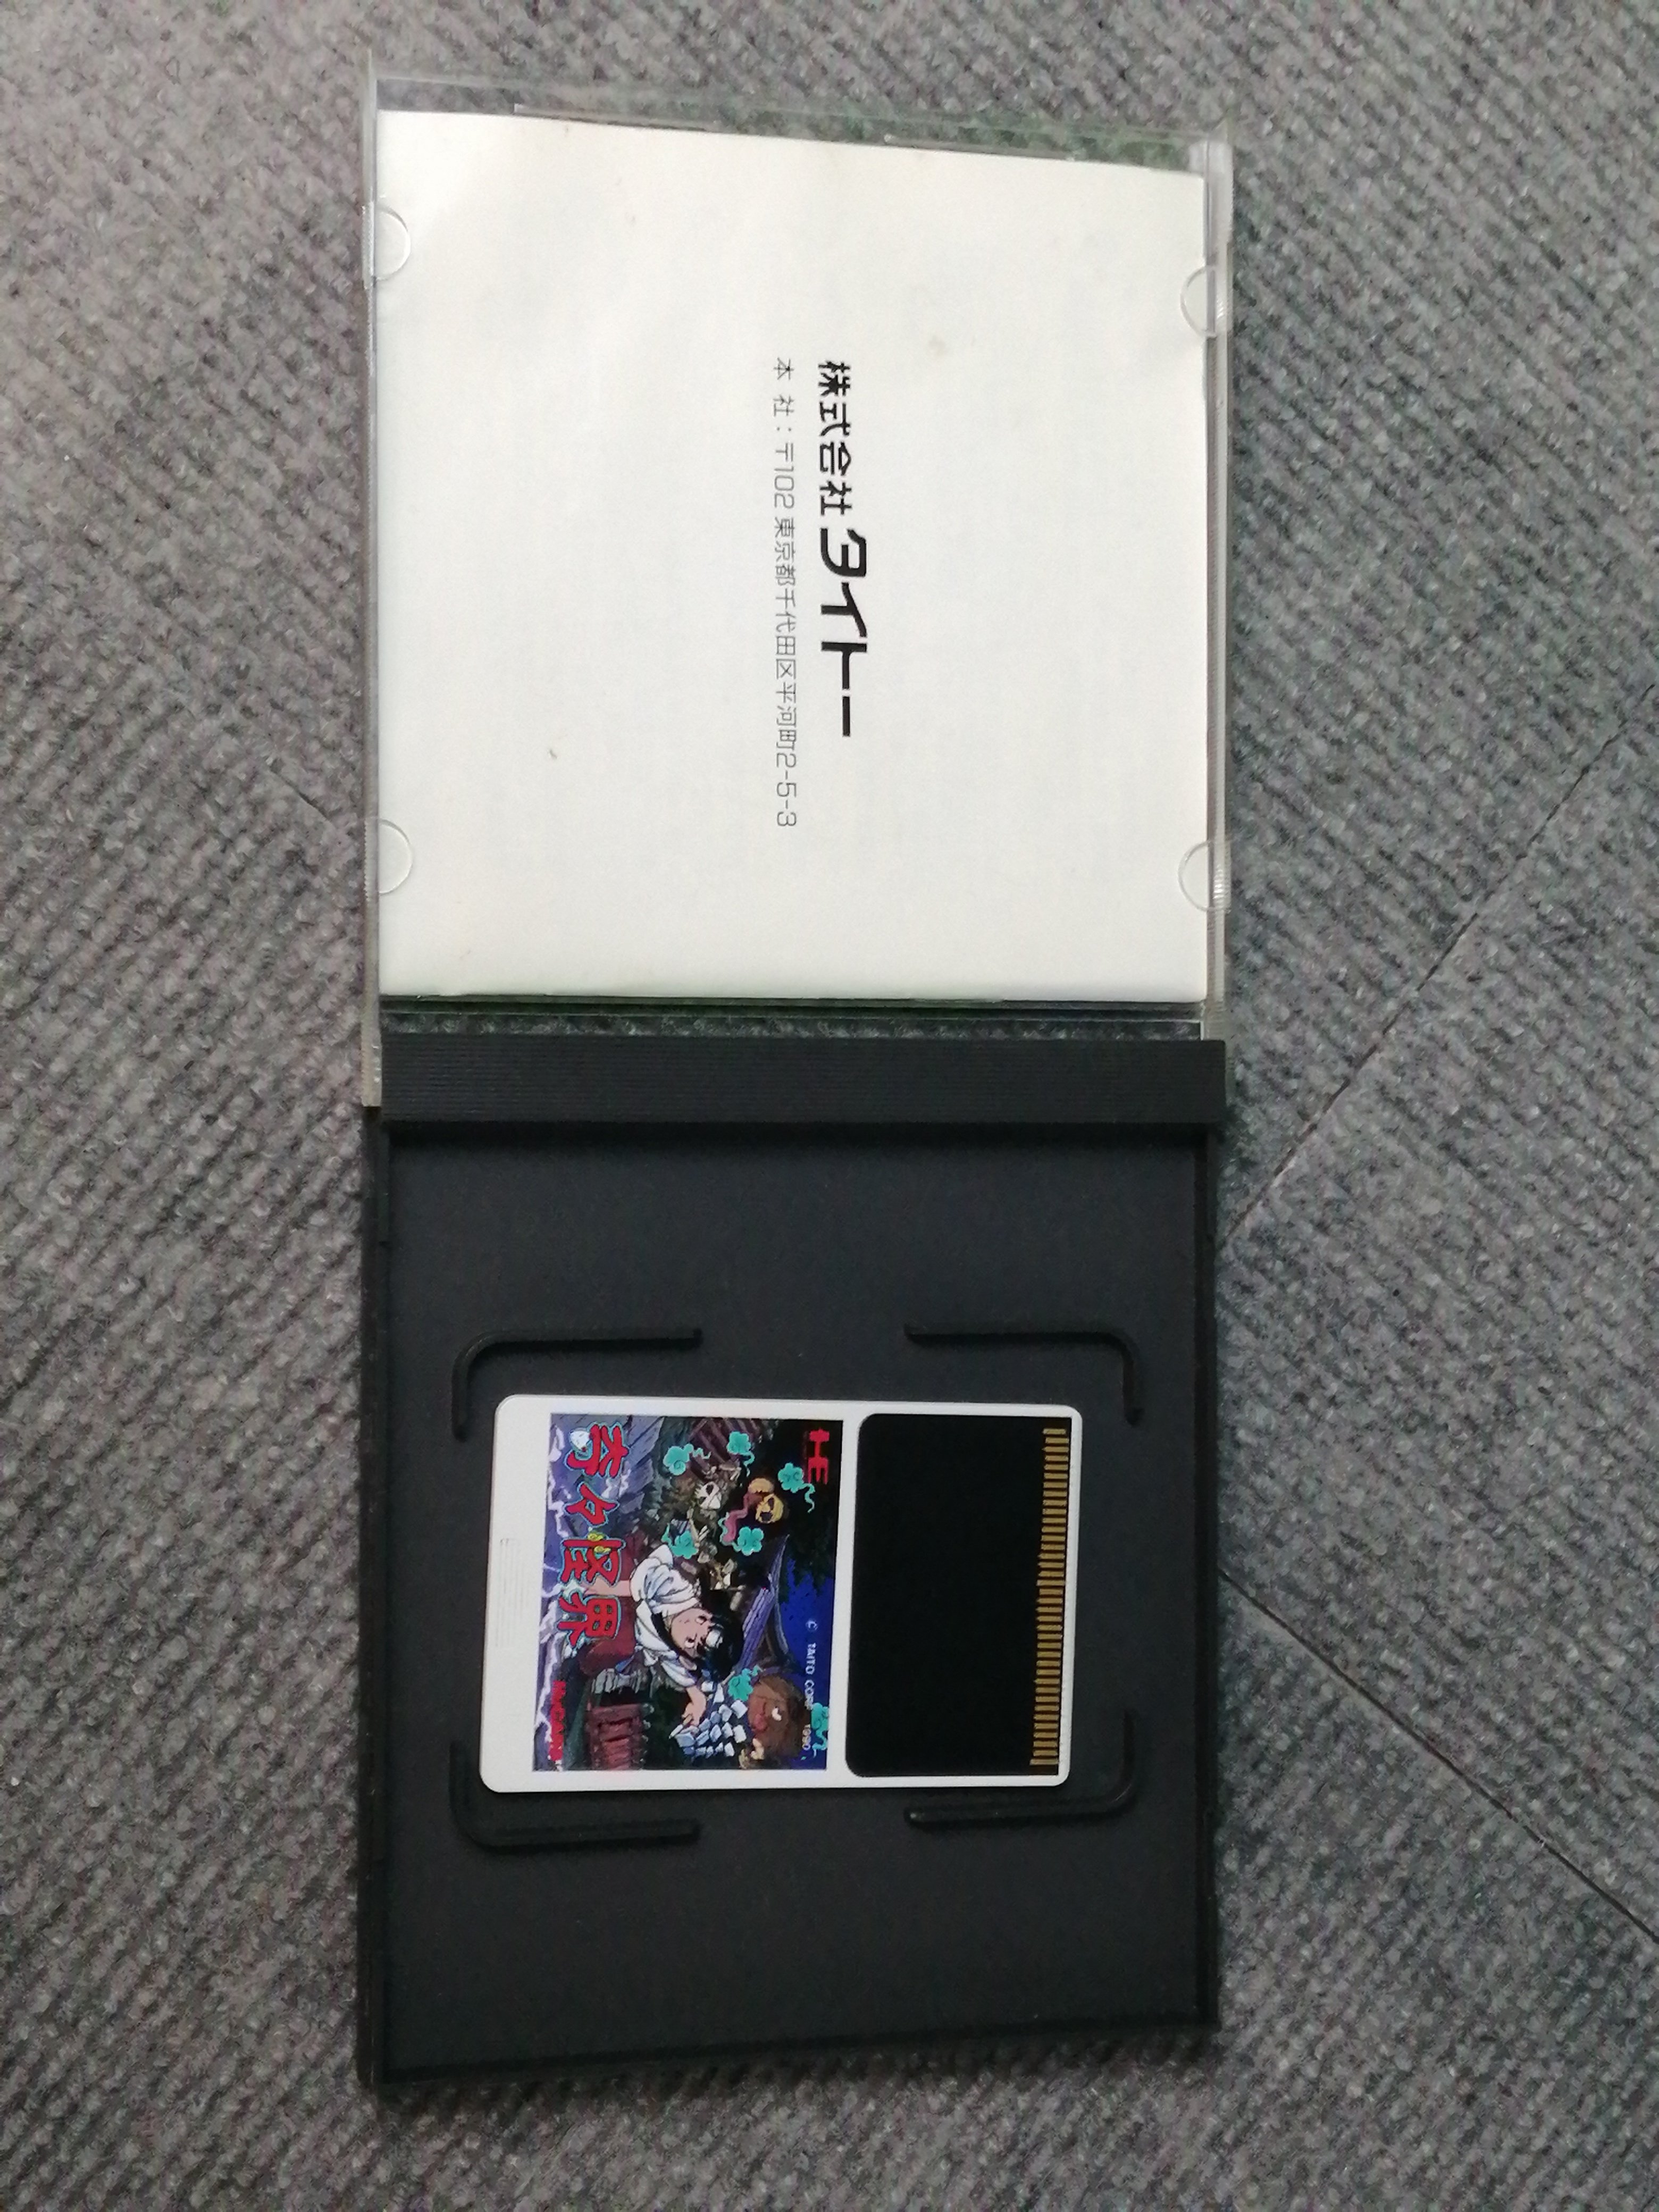 株式会社タイトー
本 社：〒102 東京都千代田区平河町2-5-3
HE
© TAITO CORP. 1990
奇々怪界